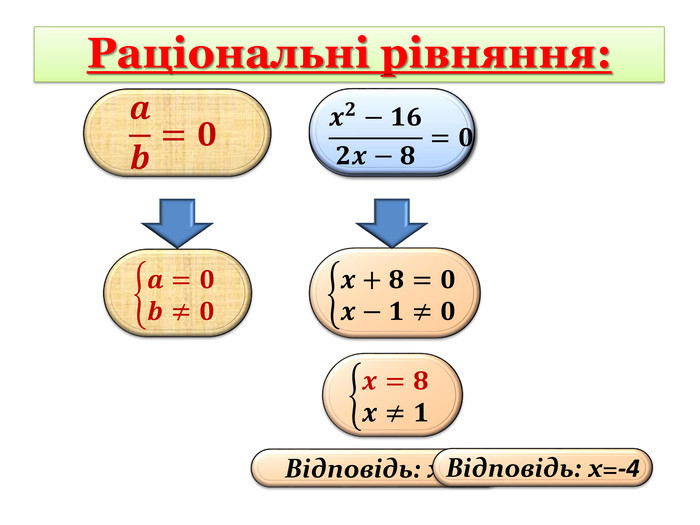 Раціональні рівняння:
a/b = 0
x² − 16 / 2x − 8 = 0
{a = 0
b ≠ 0
{x + 8 = 0
x − 1 ≠ 0
{x = 8
x ≠ 1
Відповідь:
Відповідь: x=-4